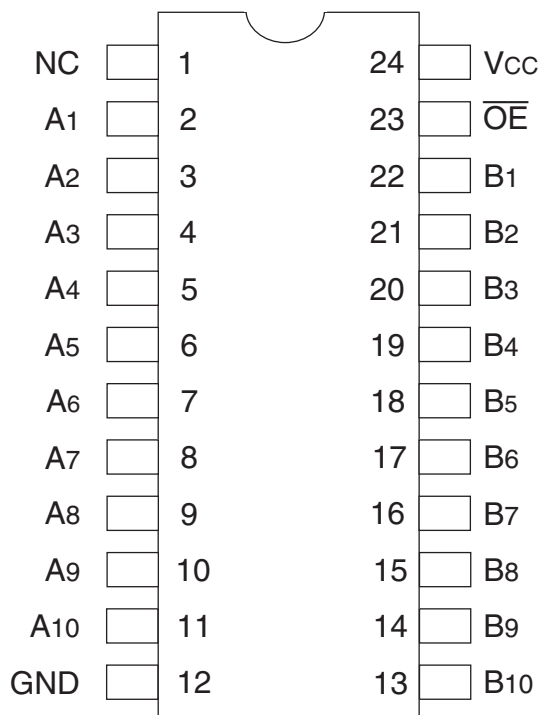 NC 1 24 VCC
A1 2 23 O̅E̅
A2 3 22 B1
A3 4 21 B2
A4 5 20 B3
A5 6 19 B4
A6 7 18 B5
A7 8 17 B6
A8 9 16 B7
A9 10 15 B8
A10 11 14 B9
GND 12 13 B10